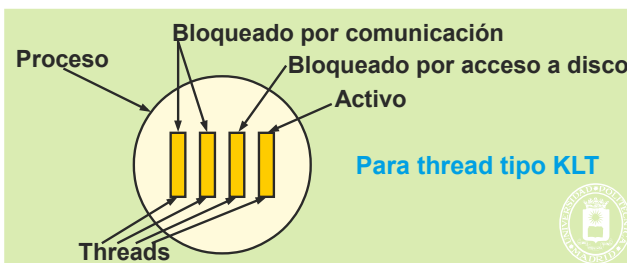 Bloqueado por comunicación
Proceso
Bloqueado por acceso a disco
Activo
Para thread tipo KLT
Threads